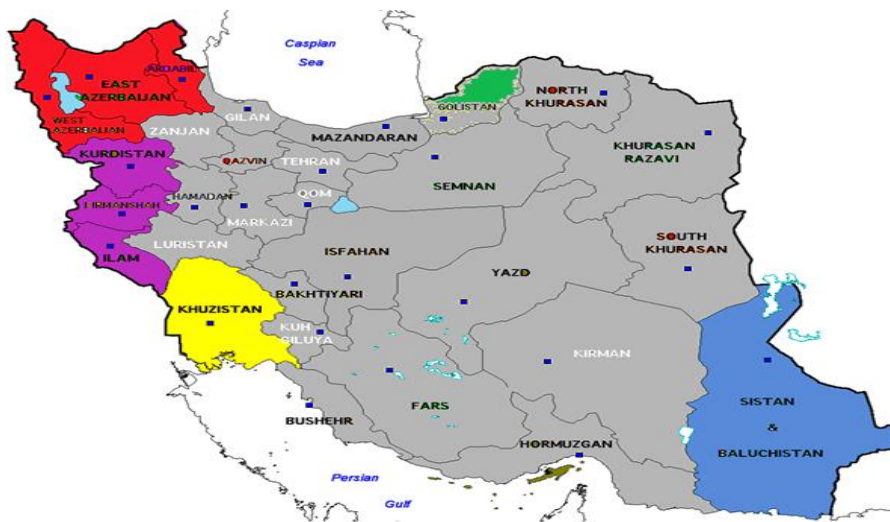 Caspian
Sea
ARDABIL
EAST
AZERBAIJAN
WEST
AZERBAIJAN
GILAN
ZANJAN
MAZANDARAN
GOLISTAN
NORTH
KHURASAN
KHURASAN
RAZAVI
KURDISTAN
QAZVIN
TEHRAN
SEMNAN
HAMADAN
QOM
MARKAZI
KIRMANSHAH
LURISTAN
ILAM
ISFAHAN
SOUTH
KHURASAN
YAZD
BAKHTIYARI
KHUZISTAN
KUH
GILUYA
KIRMAN
FARS
SISTAN
&
BALUCHISTAN
BUSHEHR
HORMUZGAN
Persian
Gulf